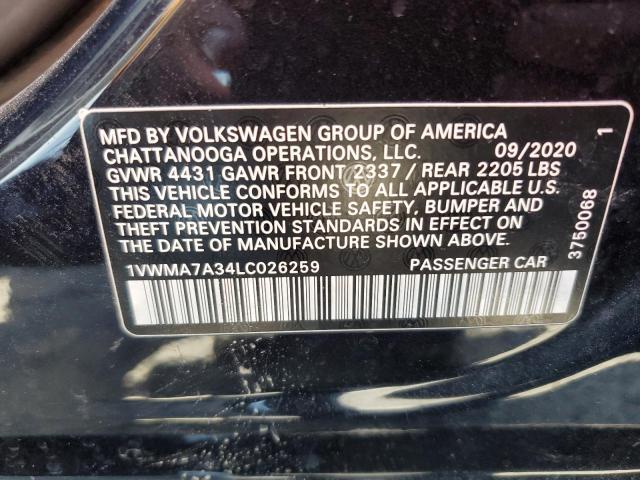 MFD BY VOLKSWAGEN GROUP OF AMERICA
CHATTANOOGA OPERATIONS, LLC. 09/2020
GVWR 4431 GAWR FRONT 2337 / REAR 2205 LBS
THIS VEHICLE CONFORMS TO ALL APPLICABLE U.S.
FEDERAL MOTOR VEHICLE SAFETY, BUMPER AND
THEFT PREVENTION STANDARDS IN EFFECT ON
THE DATE OF MANUFACTURE SHOWN ABOVE.
1VWMA7A34LC026259 PASSENGER CAR
3750068 1